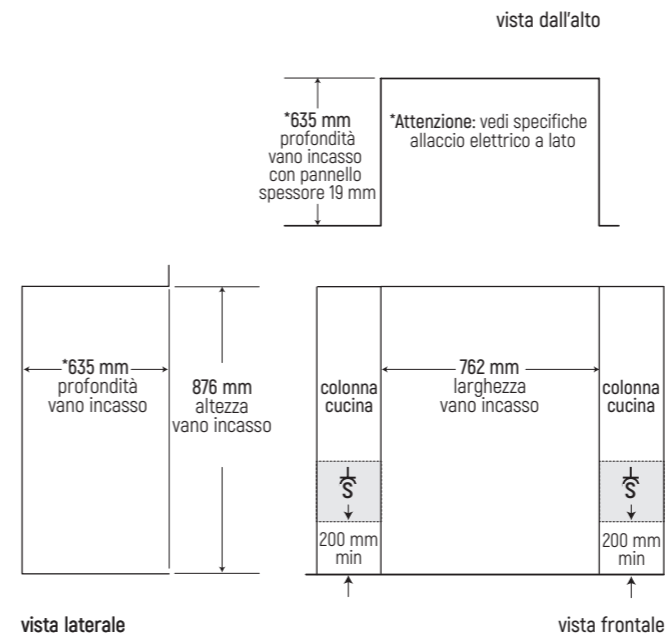 vista dall'alto
*635 mm
profondità
vano incasso
con pannello
spessore 19 mm
*Attenzione: vedi specifiche
allaccio elettrico a lato
*635 mm
profondità
vano incasso
876 mm
altezza
vano incasso
colonna
cucina
762 mm
larghezza
vano incasso
colonna
cucina
S
S
200 mm
min
200 mm
min
vista laterale
vista frontale